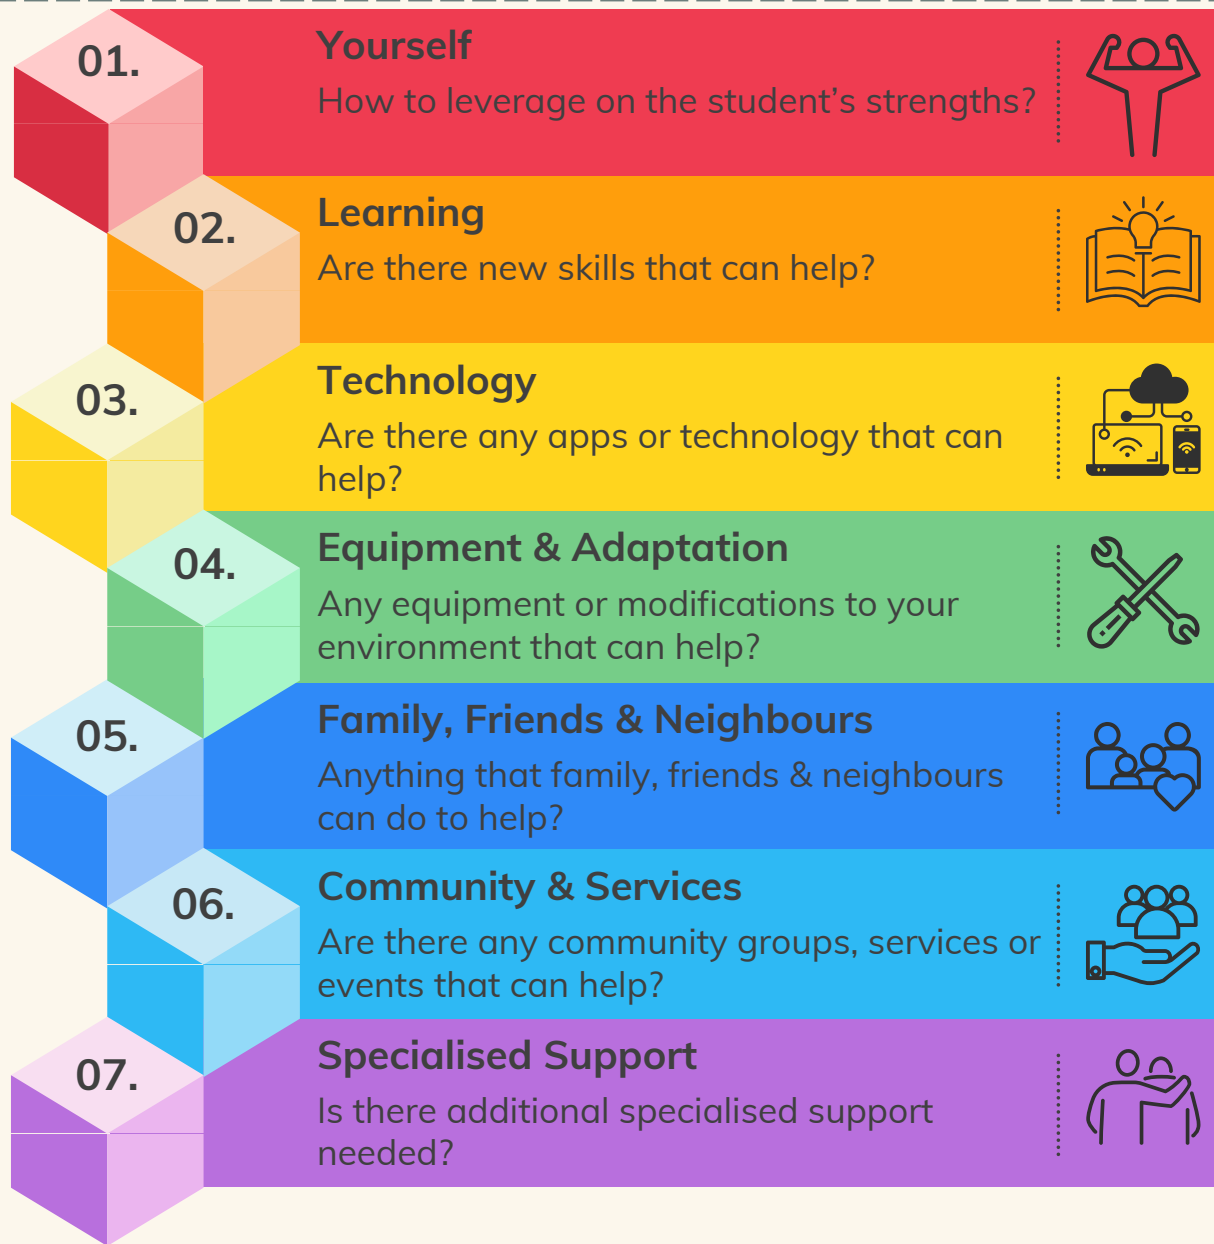 01.
Yourself
How to leverage on the student’s strengths?
02.
Learning
Are there new skills that can help?
03.
Technology
Are there any apps or technology that can
help?
04.
Equipment & Adaptation
Any equipment or modifications to your
environment that can help?
05.
Family, Friends & Neighbours
Anything that family, friends & neighbours
can do to help?
06.
Community & Services
Are there any community groups, services or
events that can help?
07.
Specialised Support
Is there additional specialised support
needed?